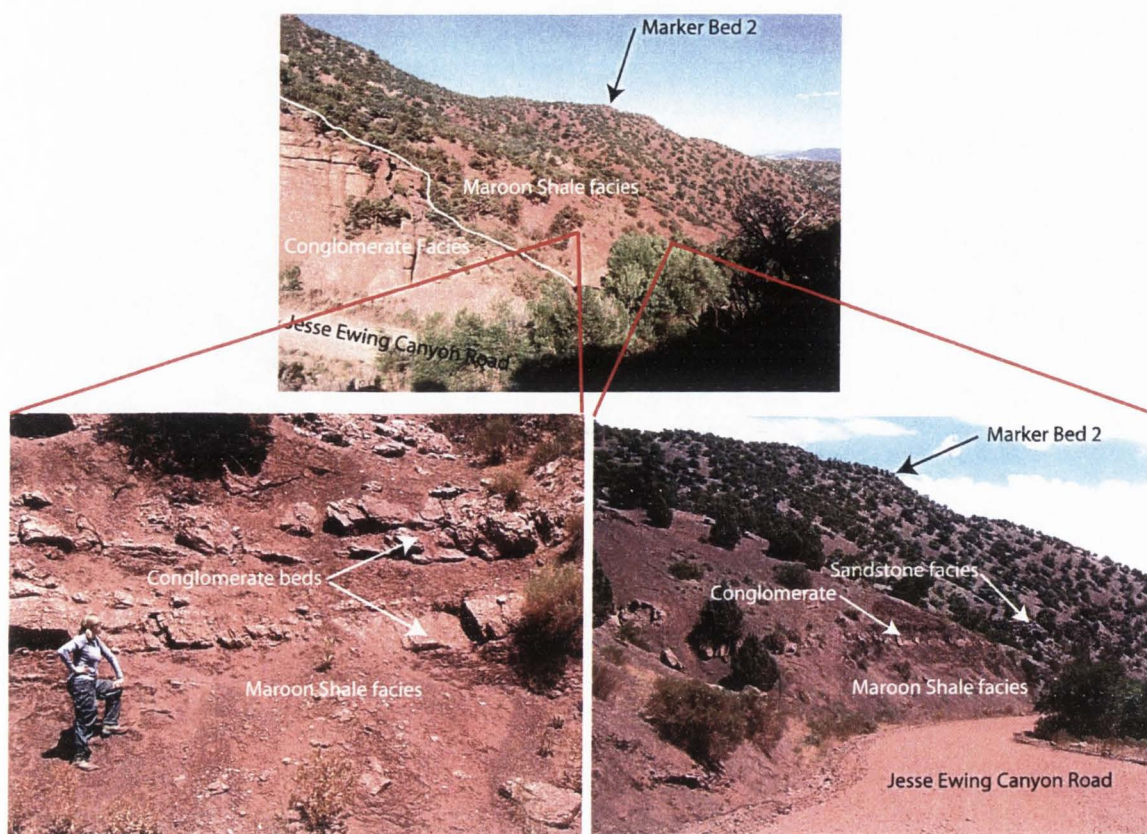 Marker Bed 2
Maroon Shale facies
Conglomerate Facies
Jesse Ewing Canyon Road
Marker Bed 2
Conglomerate beds
Sandstone facies
Conglomerate
Maroon Shale facies
Maroon Shale facies
Jesse Ewing Canyon Road